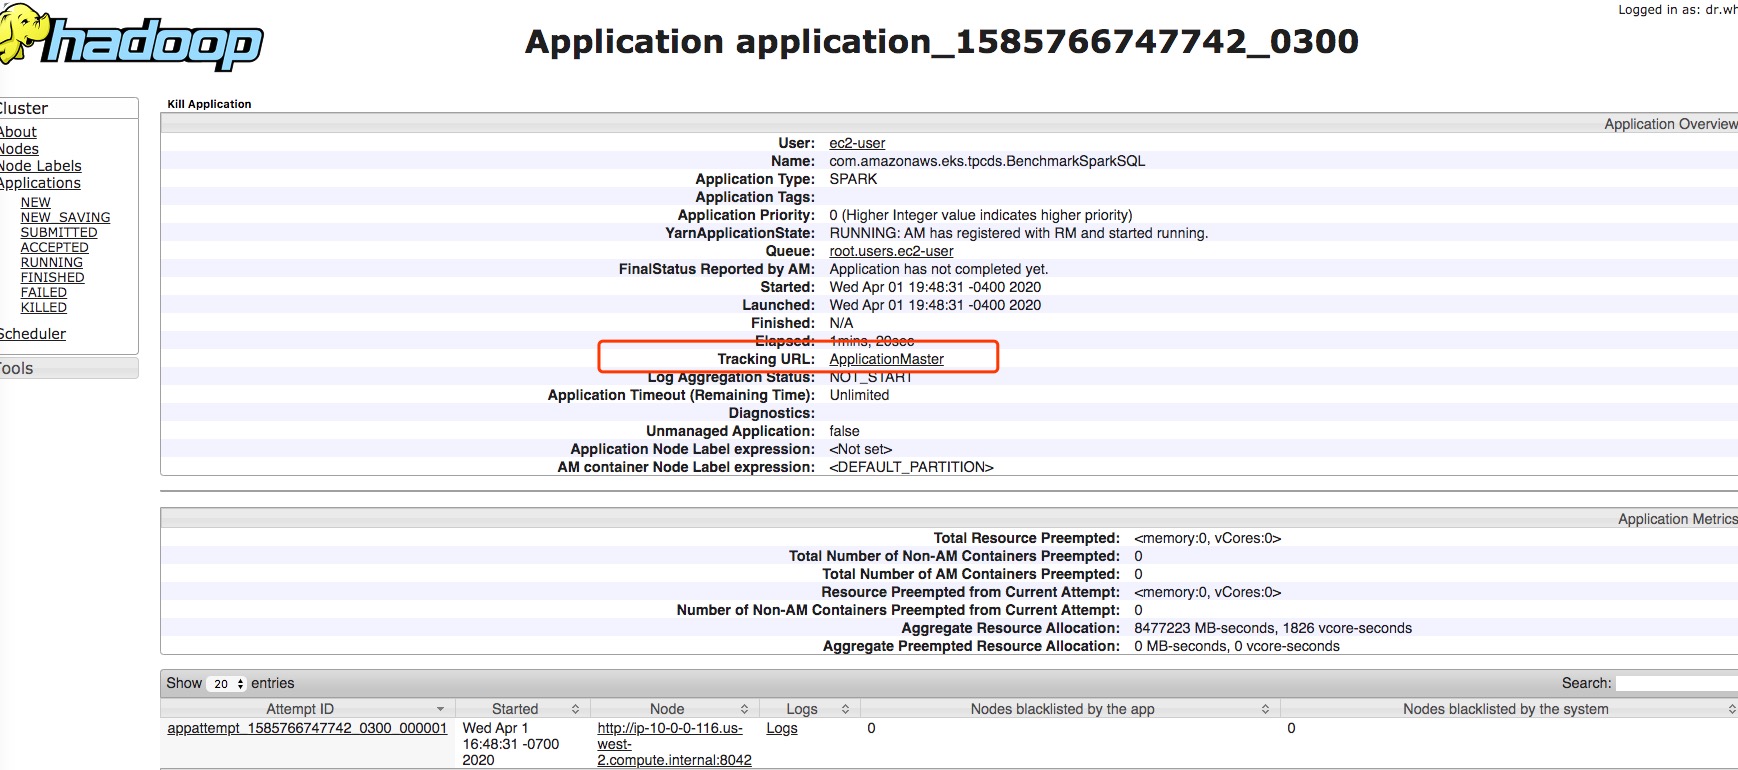 Logged in as: dr.wh
hadoop
Application application_1585766747742_0300
Cluster
About
Nodes
Node Labels
Applications
NEW
NEW_SAVING
SUBMITTED
ACCEPTED
RUNNING
FINISHED
FAILED
KILLED
Scheduler
Tools
Kill Application
Application Overview
User: ec2-user
Name: com.amazonaws.eks.tpcds.BenchmarkSparkSQL
Application Type: SPARK
Application Tags:
Application Priority: 0 (Higher Integer value indicates higher priority)
YarnApplicationState: RUNNING: AM has registered with RM and started running.
Queue: root.users.ec2-user
FinalStatus Reported by AM: Application has not completed yet.
Started: Wed Apr 01 19:48:31 -0400 2020
Launched: Wed Apr 01 19:48:31 -0400 2020
Finished: N/A
Elapsed: 1mins, 20sec
Tracking URL: ApplicationMaster
Log Aggregation Status: NOT_START
Application Timeout (Remaining Time): Unlimited
Diagnostics:
Unmanaged Application: false
Application Node Label expression: <Not set>
AM container Node Label expression: <DEFAULT_PARTITION>
Application Metrics
Total Resource Preempted: <memory:0, vCores:0>
Total Number of Non-AM Containers Preempted: 0
Total Number of AM Containers Preempted: 0
Resource Preempted from Current Attempt: <memory:0, vCores:0>
Number of Non-AM Containers Preempted from Current Attempt: 0
Aggregate Resource Allocation: 8477223 MB-seconds, 1826 vcore-seconds
Aggregate Preempted Resource Allocation: 0 MB-seconds, 0 vcore-seconds
Show 20 entries Search:
Attempt ID Started Node Logs Nodes blacklisted by the app Nodes blacklisted by the system
appattempt_1585766747742_0300_000001 Wed Apr 1 http://ip-10-0-0-116.us- Logs 0 0
16:48:31 -0700 west-
2020 2.compute.internal:8042